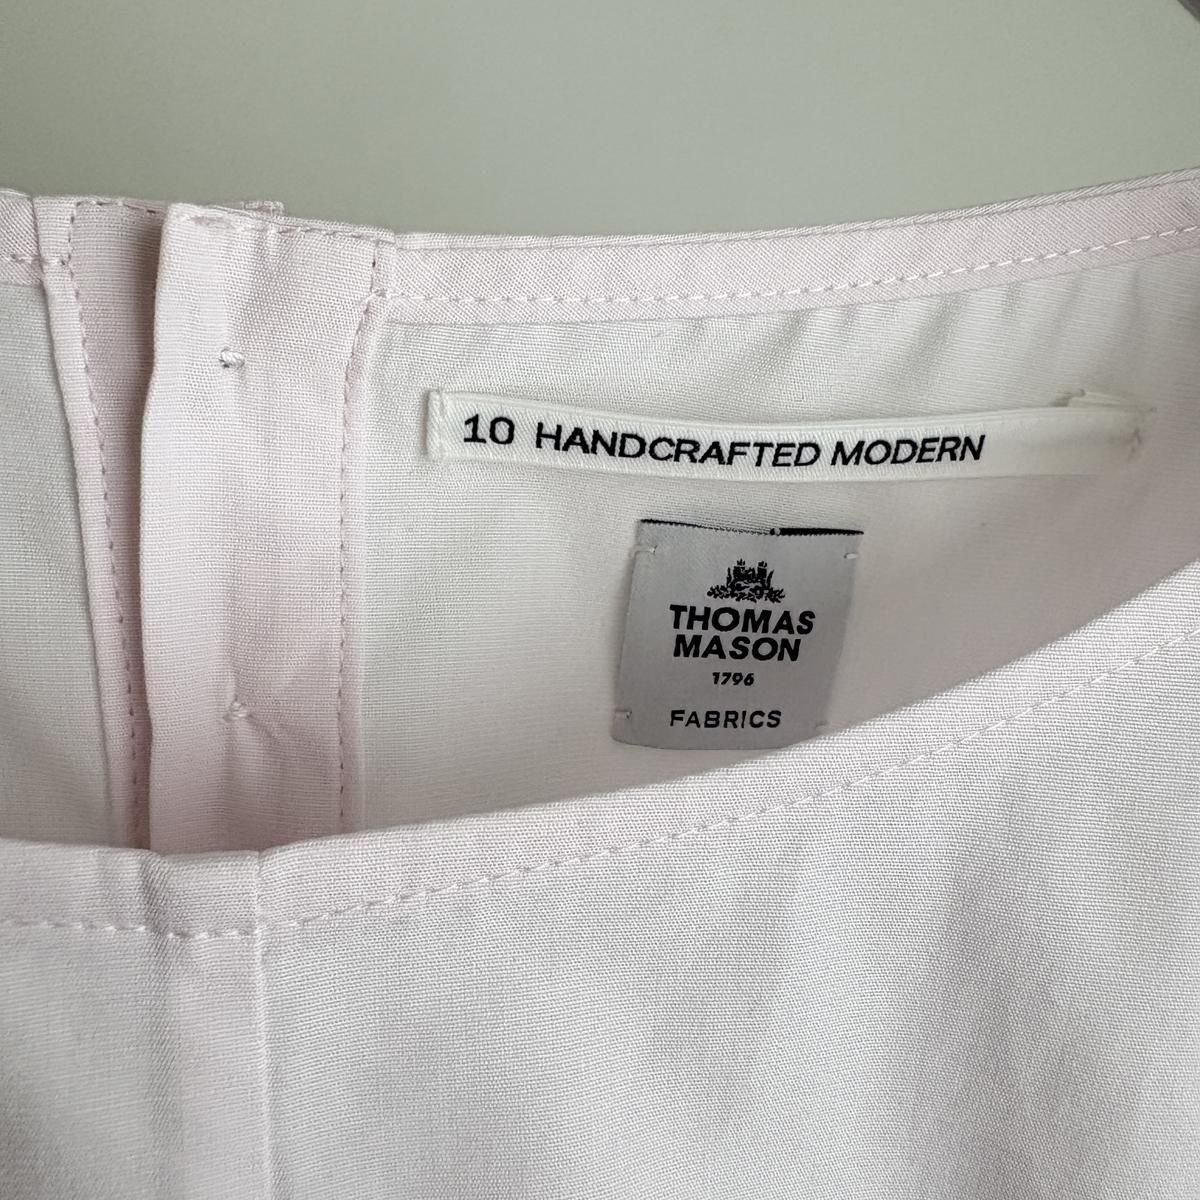 10 HANDCRAFTED MODERN
THOMAS
MASON
1796
FABRICS